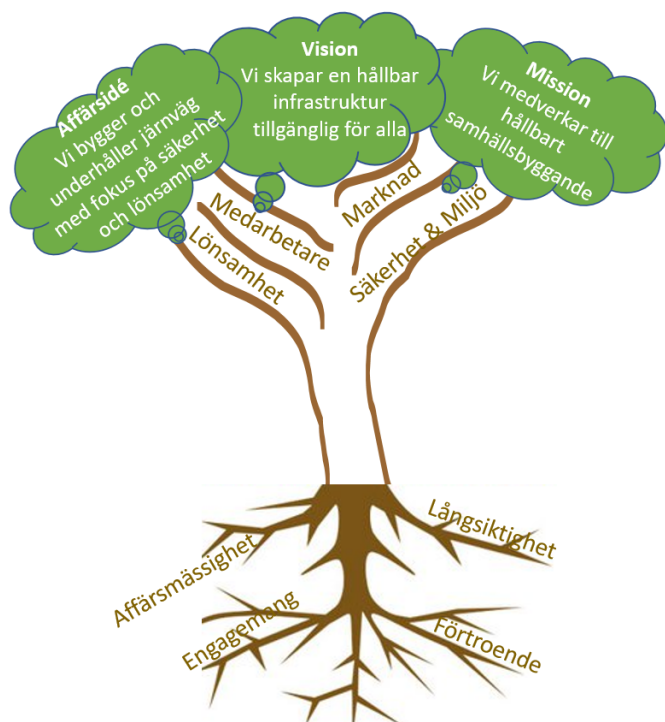 Affärsidé
Vi bygger och
underhåller järnväg
med fokus på säkerhet
och lönsamhet
Vision
Vi skapar en hållbar
infrastruktur
tillgänglig för alla
Mission
Vi medverkar till
hållbart
samhällsbyggande
Lönsamhet
Medarbetare
Marknad
Säkerhet & Miljö
Affärsmässighet
Engagemang
Långsiktighet
Förtroende